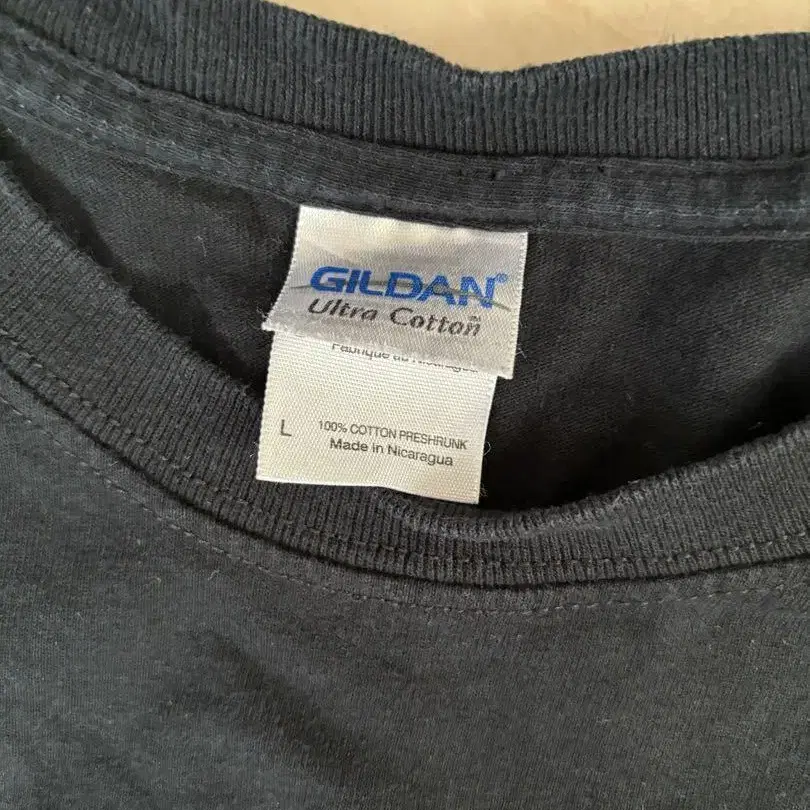 GILDAN®
Ultra Cotton®
L 100% COTTON PRESHRUNK
Made in Nicaragua